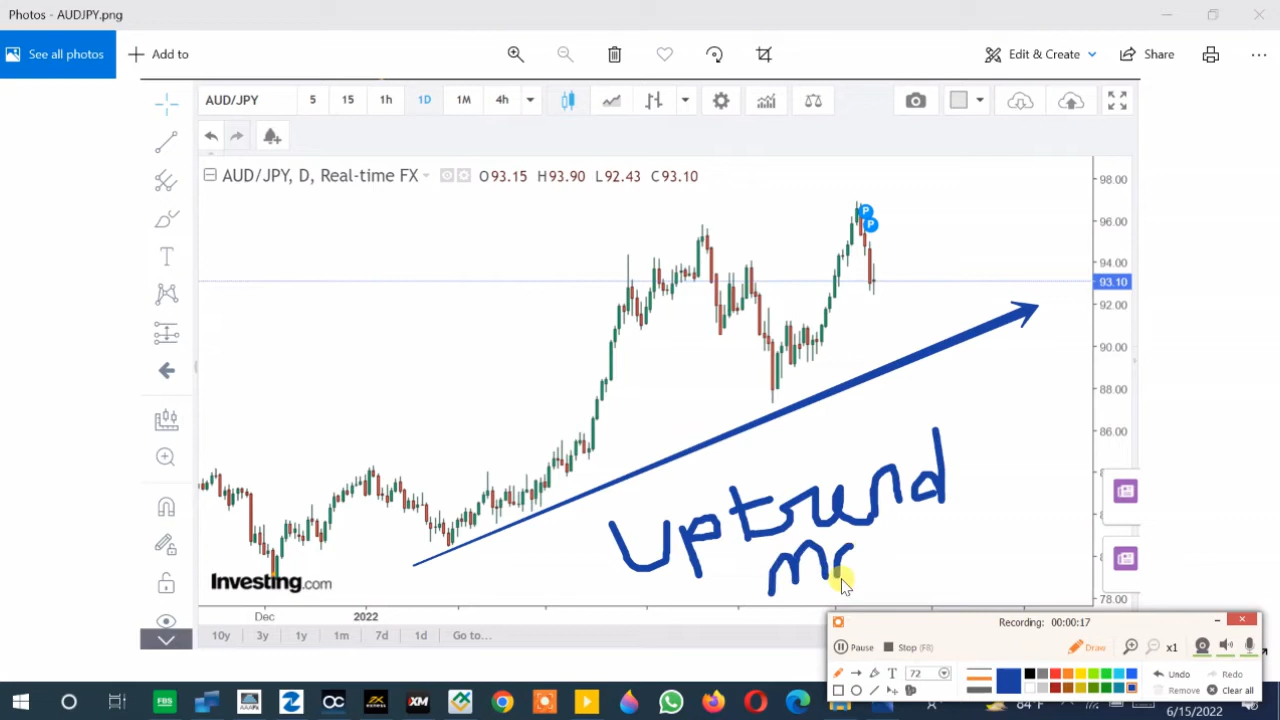 Photos - AUDJPY.png
See all photos
Add to
Edit & Create
Share
AUD/JPY 5 15 1h 1D 1M 4h
AUD/JPY, D, Real-time FX O93.15 H93.90 L92.43 C93.10
98.00
96.00
94.00
93.10
92.00
90.00
88.00
86.00
78.00
P
P
T
Uptrend
Investing.com
Dec 2022
10y 3y 1y 1m 7d 1d Go to...
Recording: 00:00:17
Pause Stop (F8) Draw x1
T 72 Undo Redo
Remove Clear all
FBS OC XM 84°F 6/15/2022